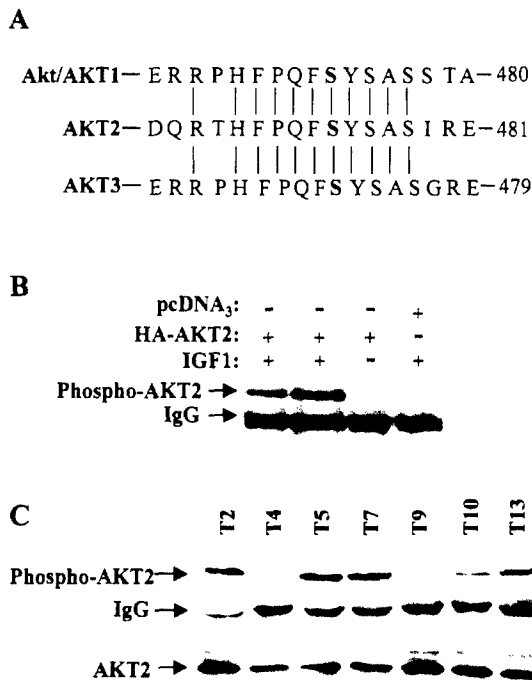 A
Akt/AKT1— E R R P H F P Q F S Y S A S S T A — 480
AKT2— D Q R T H F P Q F S Y S A S I R E — 481
AKT3— E R R P H F P Q F S Y S A S G R E — 479
B
pcDNA3: - - - +
HA-AKT2: + + + -
IGF1: + + - +
Phospho-AKT2
IgG
C
T2 T4 T5 T7 T9 T10 T13
Phospho-AKT2
IgG
AKT2